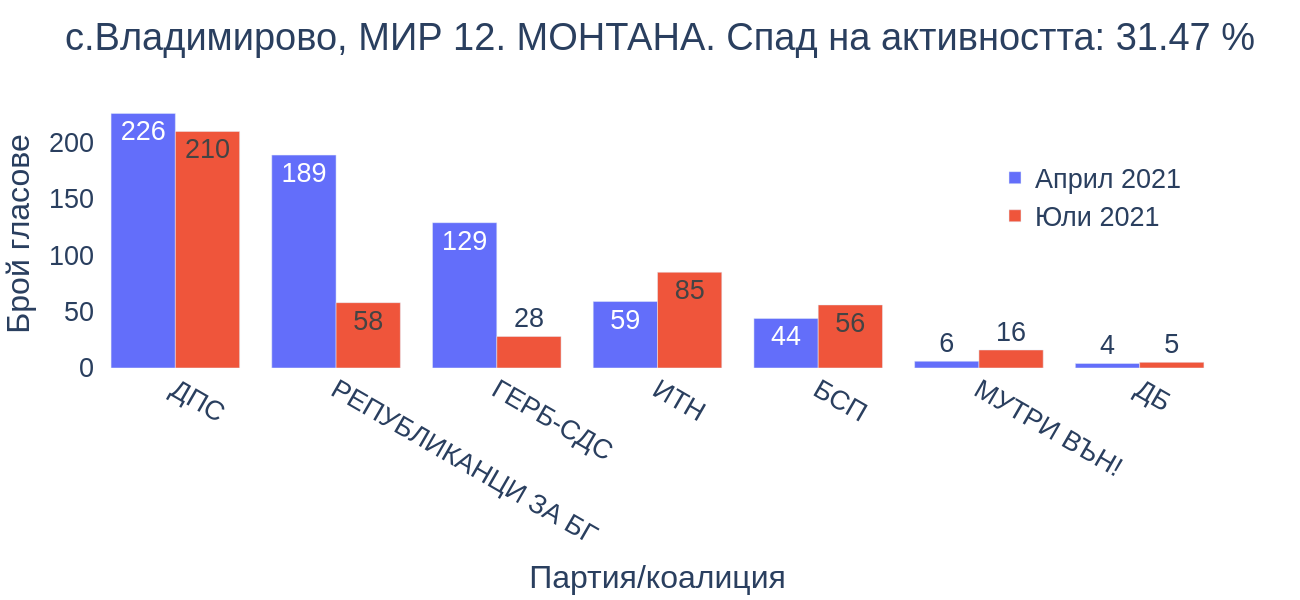 с.Владимирово, МИР 12. МОНТАНА. Спад на активността: 31.47 %
Брой гласове
200
150
100
50
0
226
210
189
58
129
28
59
85
44
56
6
16
4
5
Април 2021
Юли 2021
ДПС
РЕПУБЛИКАНЦИ ЗА БГ
ГЕРБ-СДС
ИТН
БСП
МУТРИ ВЪН!
ДБ
Партия/коалиция